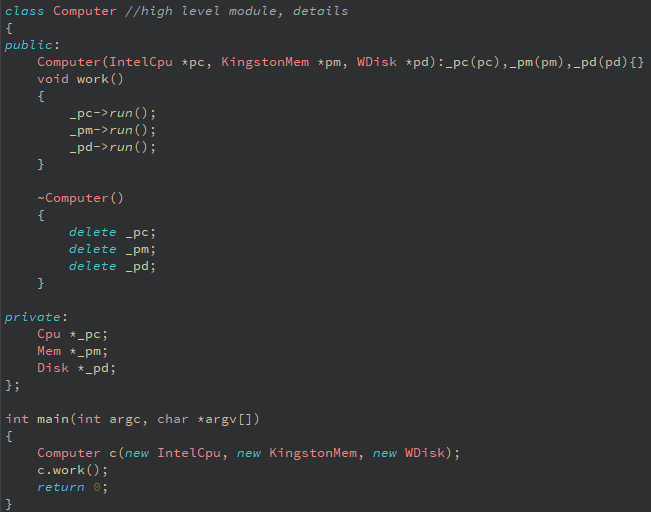 class Computer //high level module, details
{
public:
    Computer(IntelCpu *pc, KingstonMem *pm, WDisk *pd):_pc(pc),_pm(pm),_pd(pd){}
    void work()
    {
        _pc->run();
        _pm->run();
        _pd->run();
    }

    ~Computer()
    {
        delete _pc;
        delete _pm;
        delete _pd;
    }

private:
    Cpu *_pc;
    Mem *_pm;
    Disk *_pd;
};

int main(int argc, char *argv[])
{
    Computer c(new IntelCpu, new KingstonMem, new WDisk);
    c.work();
    return 0;
}